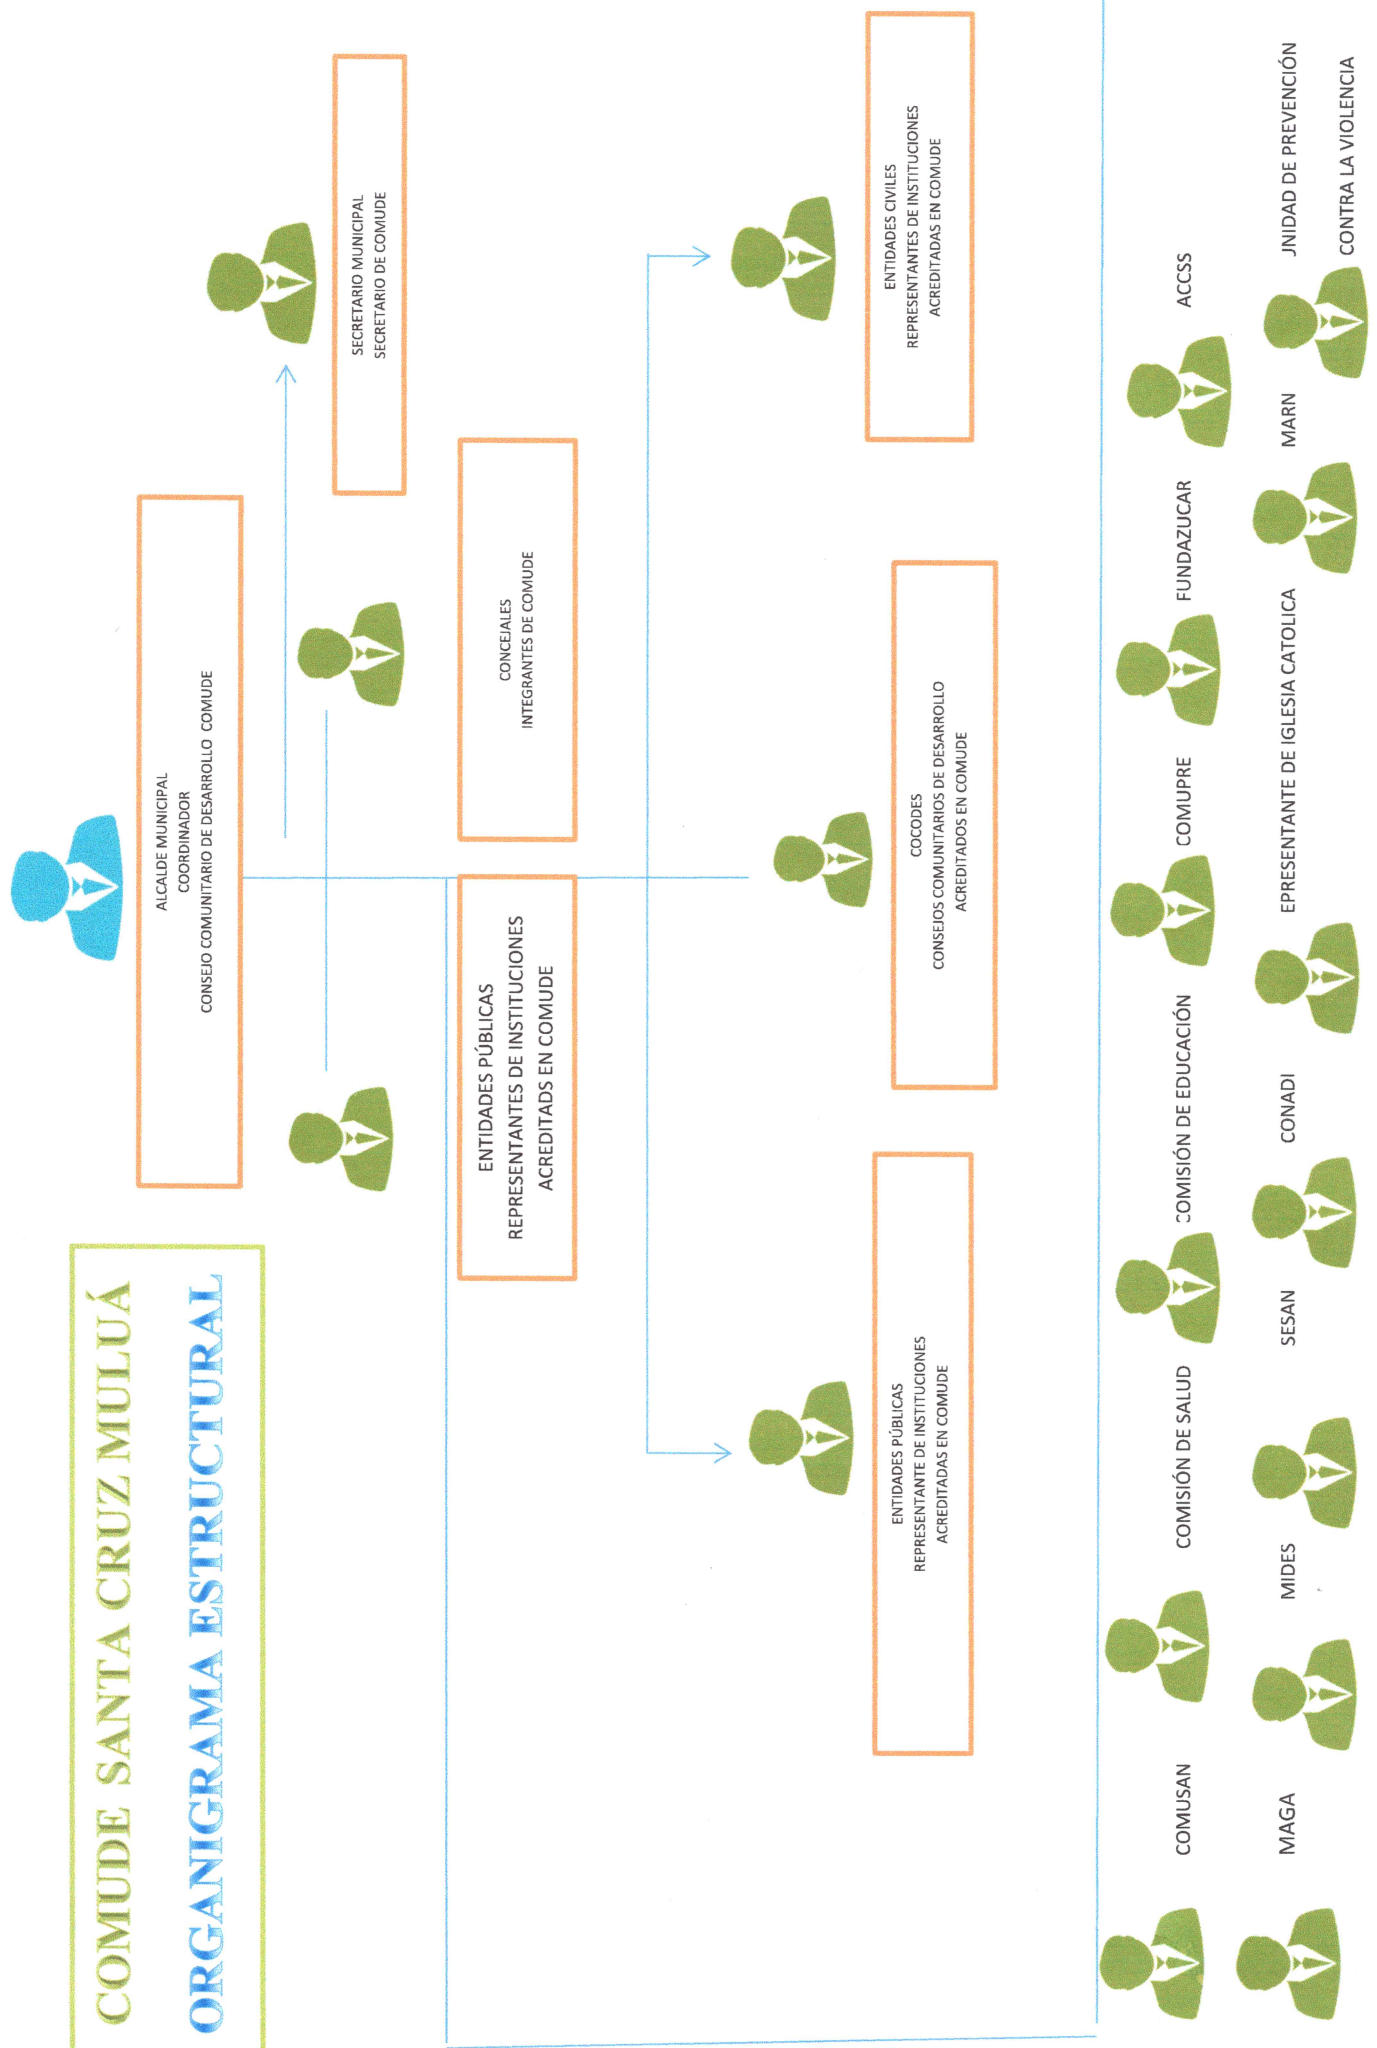 COMUDE SANTA CRUZ MULUÁ
ORGANIGRAMA ESTRUCTURAL
ALCALDE MUNICIPAL
COORDINADOR
CONSEJO COMUNITARIO DE DESARROLLO COMUDE
SECRETARIO MUNICIPAL
SECRETARIO DE COMUDE
ENTIDADES PÚBLICAS
REPRESENTANTES DE INSTITUCIONES
ACREDITADS EN COMUDE
CONCEJALES
INTEGRANTES DE COMUDE
ENTIDADES PÚBLICAS
REPRESENTANTE DE INSTITUCIONES
ACREDITADAS EN COMUDE
COCODES
CONSEJOS COMUNITARIOS DE DESARROLLO
ACREDITADOS EN COMUDE
ENTIDADES CIVILES
REPRESENTANTES DE INSTITUCIONES
ACREDITADAS EN COMUDE
COMUSAN
COMISIÓN DE SALUD
COMISIÓN DE EDUCACIÓN
COMUPRE
FUNDAZUCAR
ACCSS
MAGA
MIDES
SESAN
CONADI
EPRESENTANTE DE IGLESIA CATOLICA
MARN
JNIDAD DE PREVENCIÓN
CONTRA LA VIOLENCIA